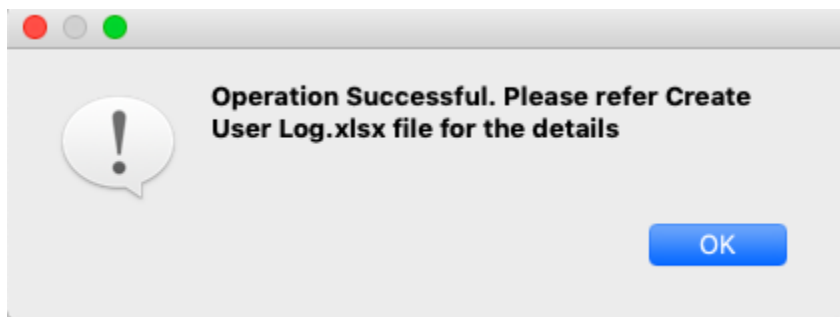 Operation Successful. Please refer Create
User Log.xlsx file for the details
OK